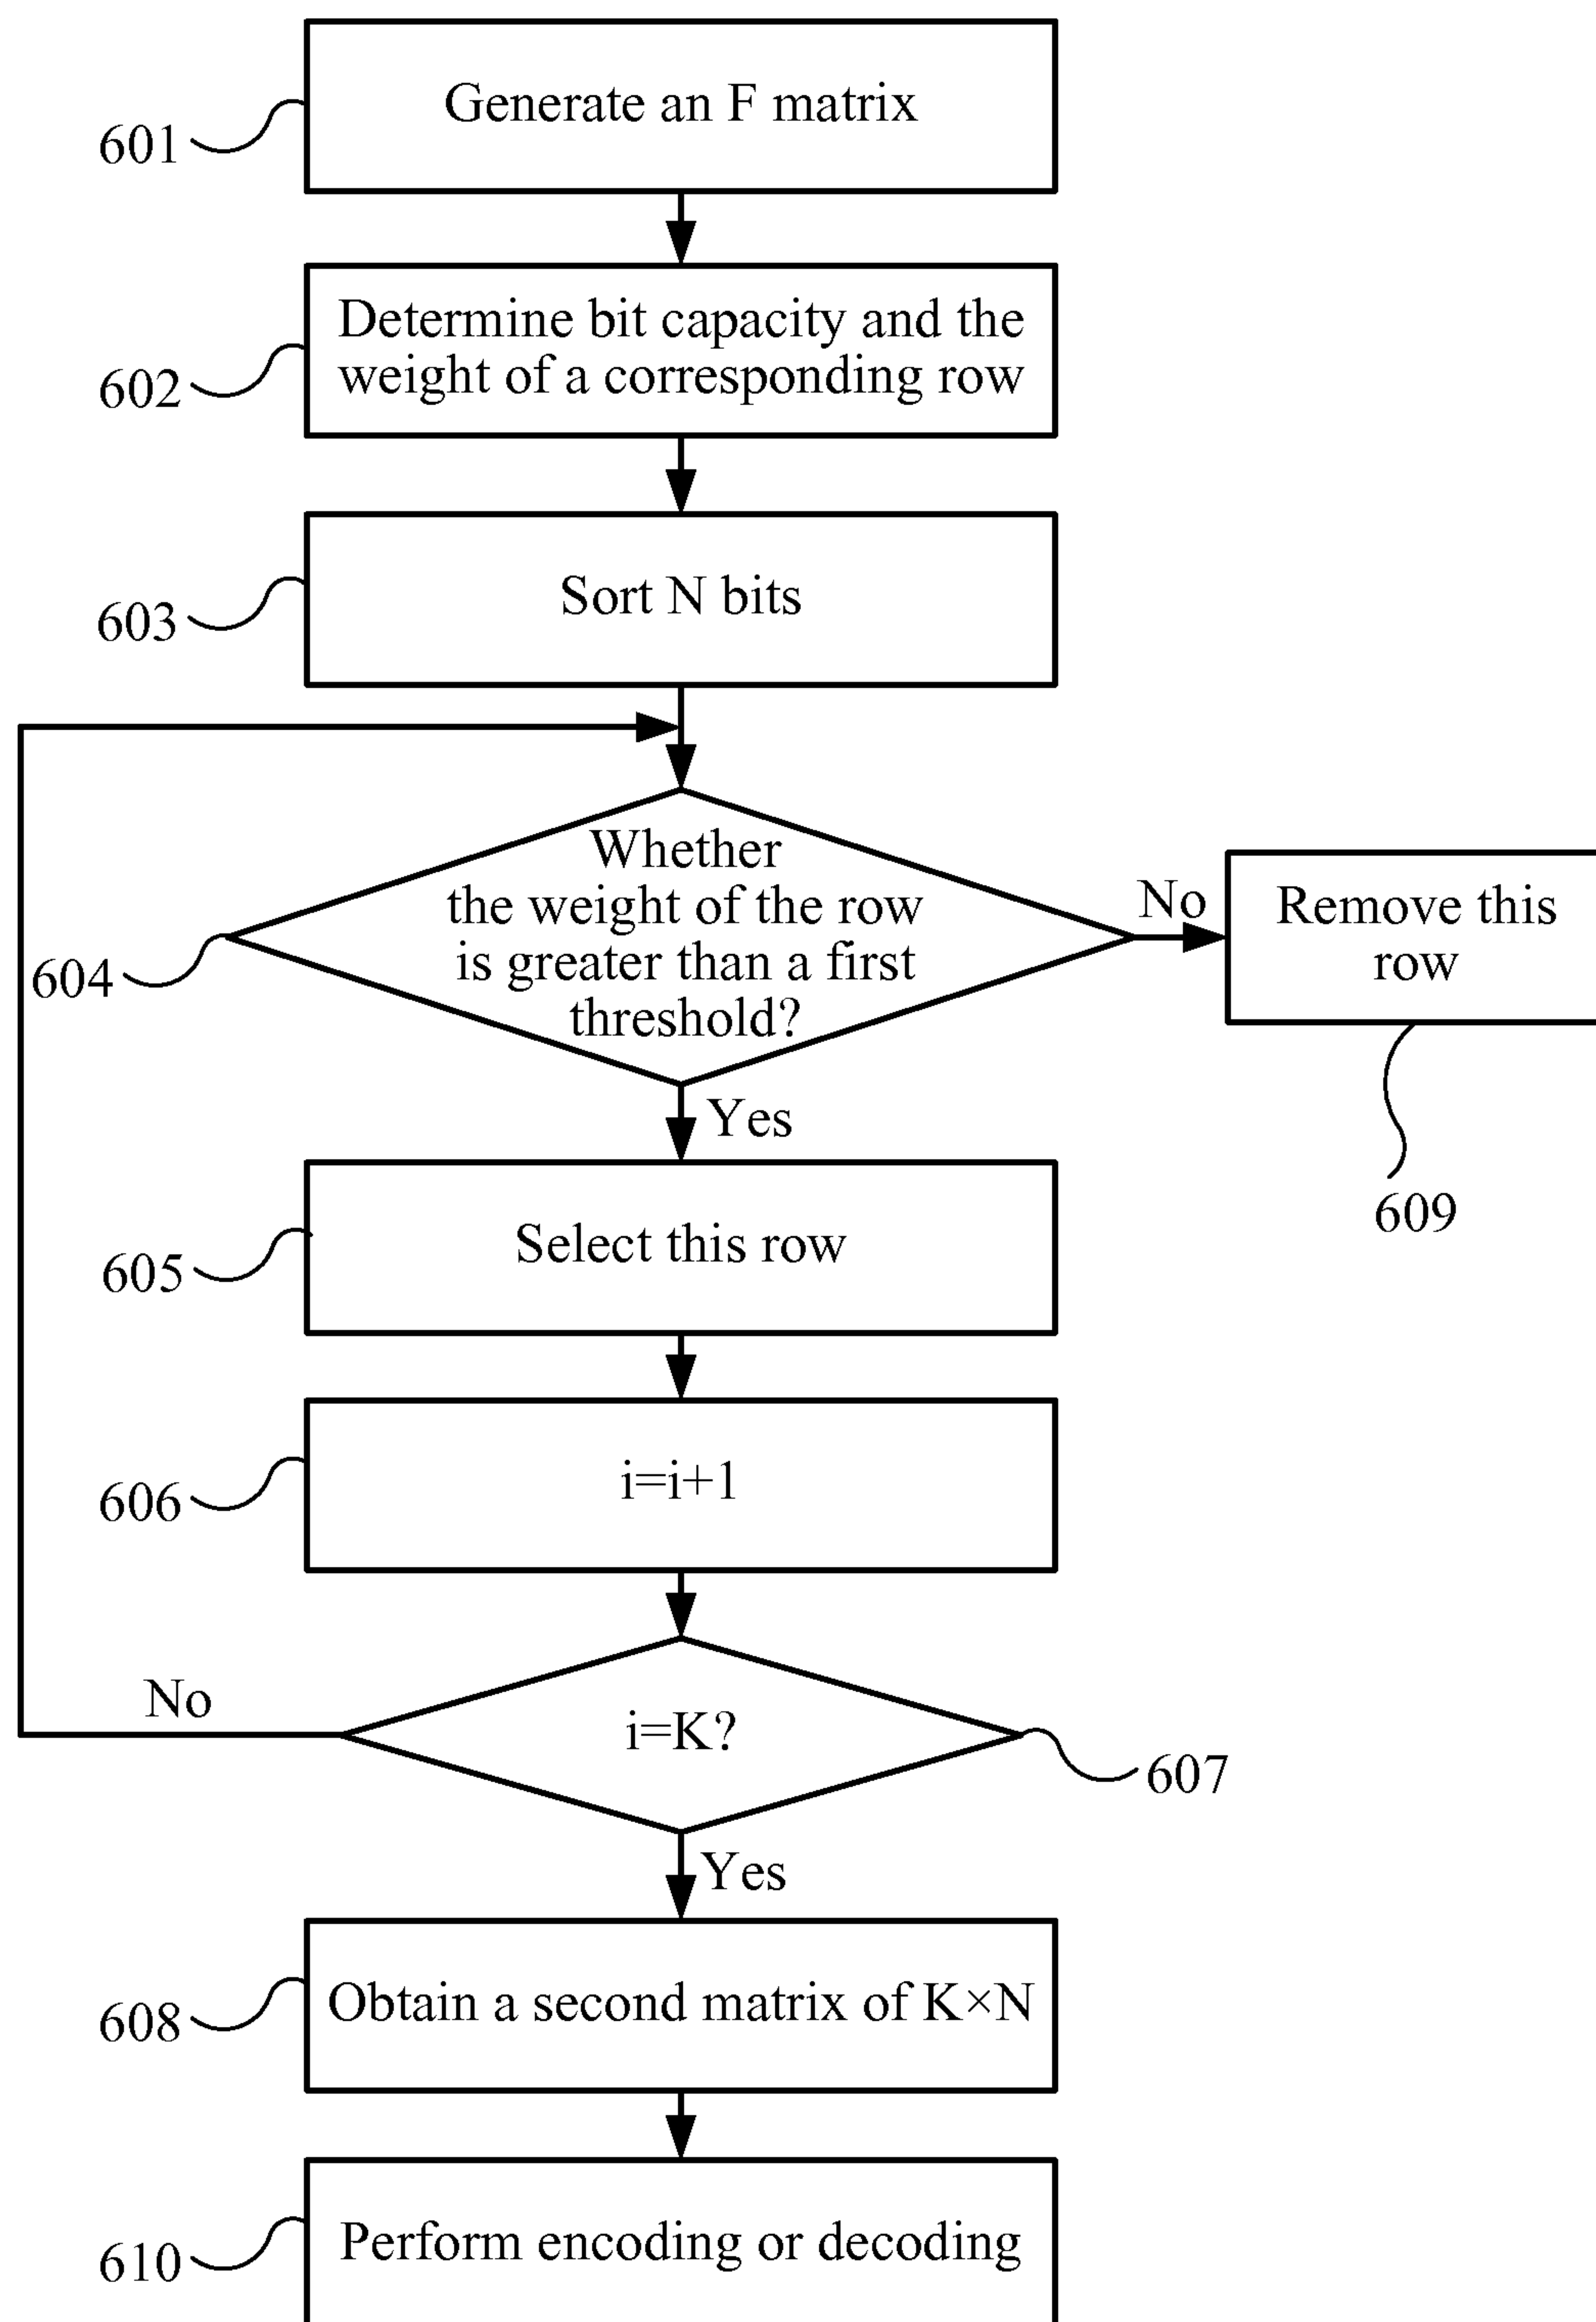 Generate an F matrix
601
Determine bit capacity and the
weight of a corresponding row
602
Sort N bits
603
Whether
the weight of the row
is greater than a first
threshold?
604
No
Remove this
row
609
Yes
Select this row
605
i=i+1
606
i=K?
No
607
Yes
Obtain a second matrix of K×N
608
Perform encoding or decoding
610